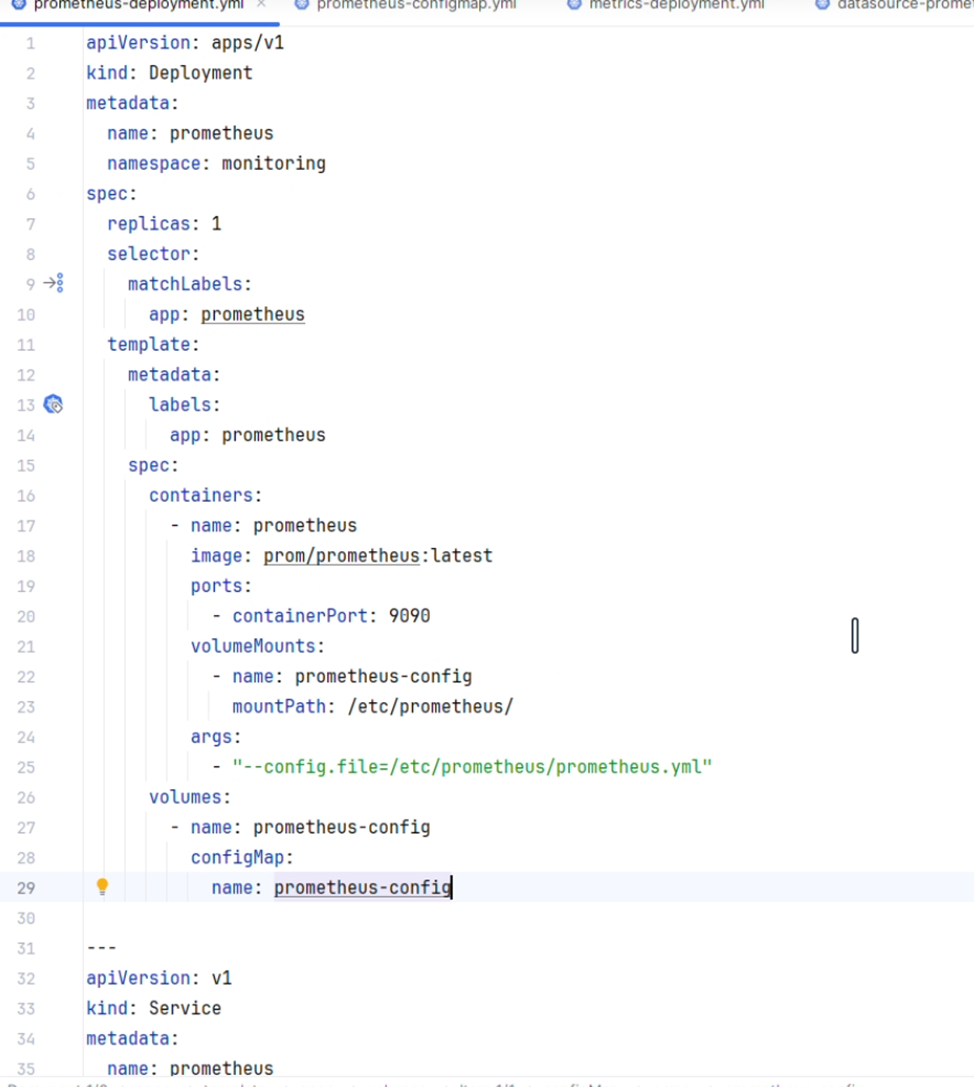 prometheus-deployment.yml × prometheus-configmap.yml metrics-deployment.yml
1 apiVersion: apps/v1
2 kind: Deployment
3 metadata:
4   name: prometheus
5   namespace: monitoring
6 spec:
7   replicas: 1
8   selector:
9     matchLabels:
10       app: prometheus
11   template:
12     metadata:
13       labels:
14         app: prometheus
15     spec:
16       containers:
17         - name: prometheus
18           image: prom/prometheus:latest
19           ports:
20             - containerPort: 9090
21           volumeMounts:
22             - name: prometheus-config
23               mountPath: /etc/prometheus/
24           args:
25             - "--config.file=/etc/prometheus/prometheus.yml"
26       volumes:
27         - name: prometheus-config
28           configMap:
29             name: prometheus-config
30
31 ---
32 apiVersion: v1
33 kind: Service
34 metadata:
35   name: prometheus